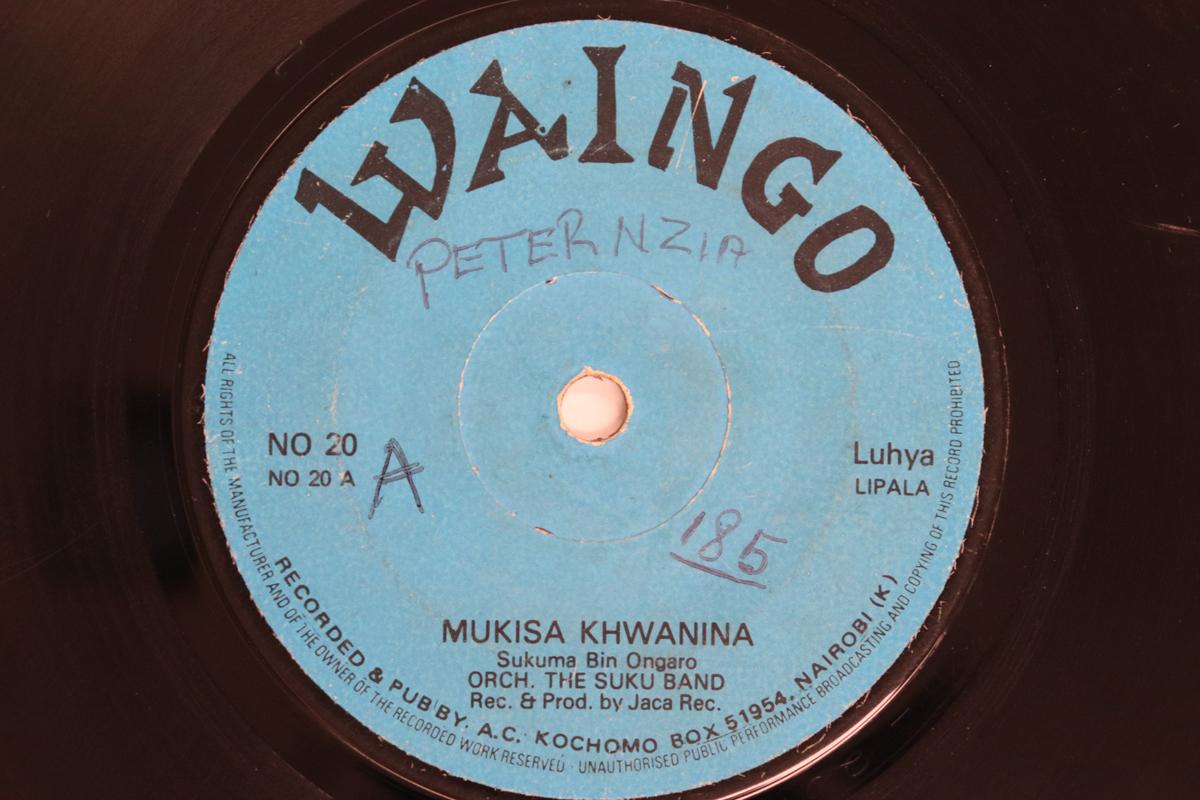 WAINGO
PETER NZIA
NO 20
NO 20 A
A
Luhya
LIPALA
185
MUKISA KHWANINA
Sukuma Bin Ongaro
ORCH. THE SUKU BAND
Rec. & Prod. by Jaca Rec.
RECORDED & PUB BY. A.C. KOCHOMO BOX 51954. NAIROBI (K)
ALL RIGHTS OF THE MANUFACTURER AND OF THE OWNER OF THE RECORDED WORK RESERVED · UNAUTHORISED PUBLIC PERFORMANCE BROADCASTING AND COPYING OF THIS RECORD PROHIBITED